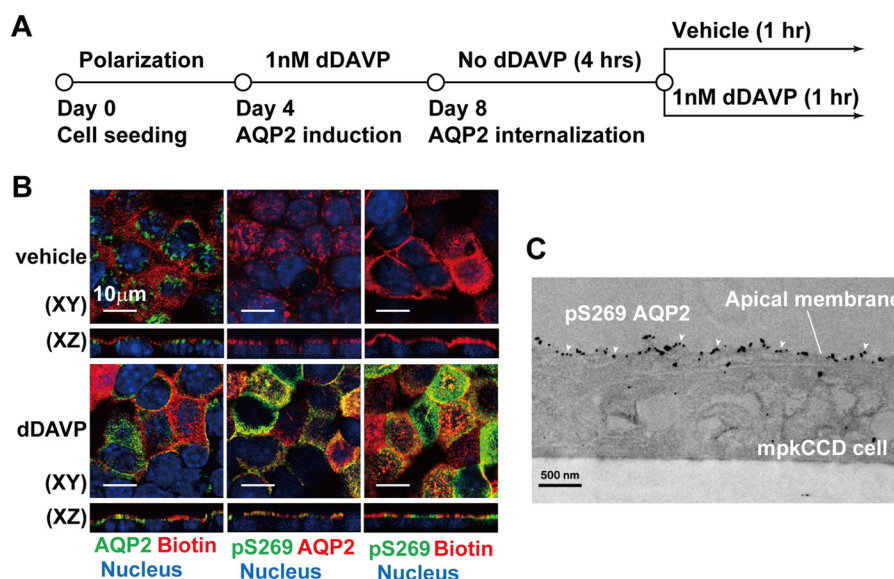 A
Polarization
1nM dDAVP
No dDAVP (4 hrs)
Vehicle (1 hr)
1nM dDAVP (1 hr)
Day 0
Cell seeding
Day 4
AQP2 induction
Day 8
AQP2 internalization
B
vehicle
(XY)
10μm
(XZ)
dDAVP
(XY)
(XZ)
AQP2 Biotin
Nucleus
pS269 AQP2
Nucleus
pS269 Biotin
Nucleus
C
pS269 AQP2
Apical membrane
mpkCCD cell
500 nm